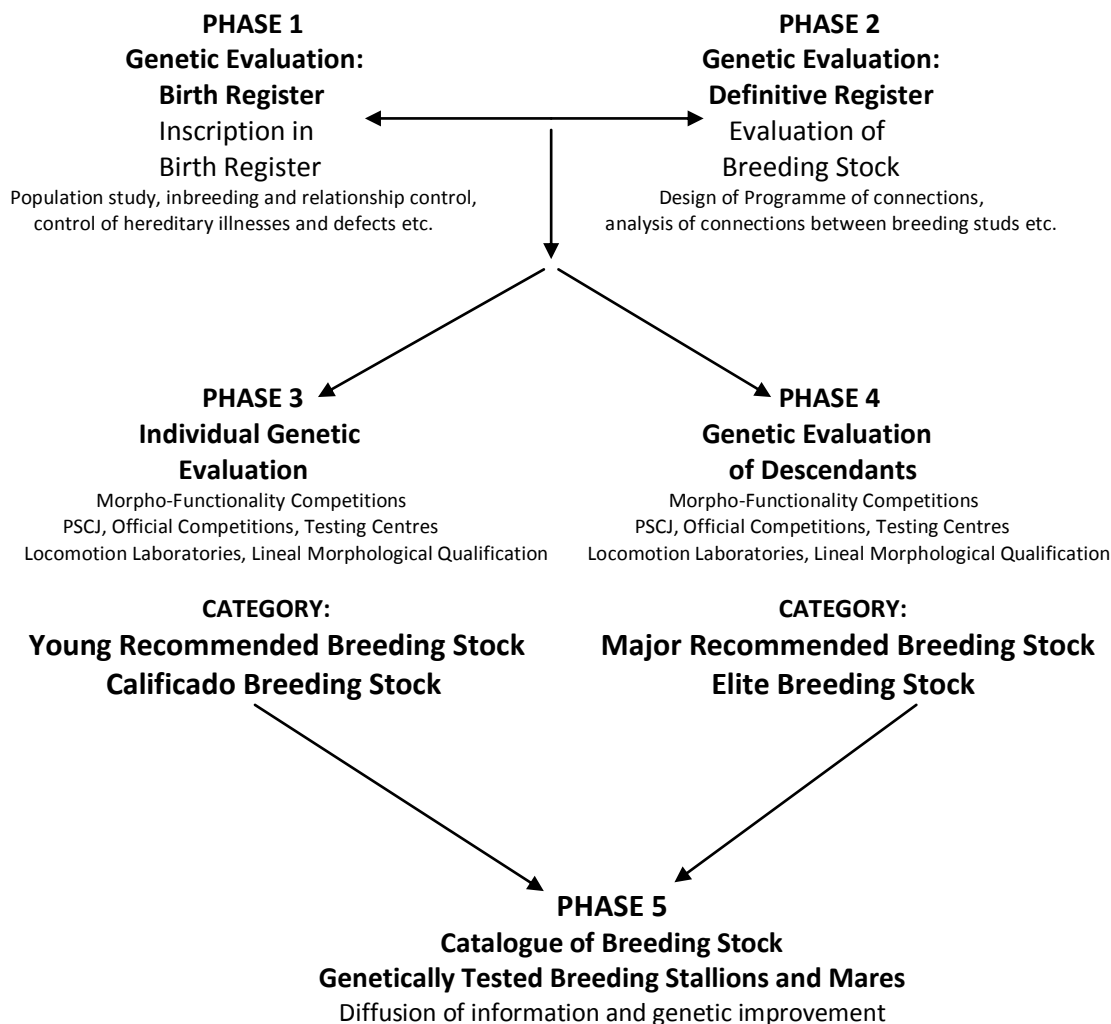 PHASE 1
Genetic Evaluation:
Birth Register
Inscription in
Birth Register
Population study, inbreeding and relationship control,
control of hereditary illnesses and defects etc.
PHASE 2
Genetic Evaluation:
Definitive Register
Evaluation of
Breeding Stock
Design of Programme of connections,
analysis of connections between breeding studs etc.
PHASE 3
Individual Genetic
Evaluation
Morpho-Functionality Competitions
PSCJ, Official Competitions, Testing Centres
Locomotion Laboratories, Lineal Morphological Qualification
CATEGORY:
Young Recommended Breeding Stock
Calificado Breeding Stock
PHASE 4
Genetic Evaluation
of Descendants
Morpho-Functionality Competitions
PSCJ, Official Competitions, Testing Centres
Locomotion Laboratories, Lineal Morphological Qualification
CATEGORY:
Major Recommended Breeding Stock
Elite Breeding Stock
PHASE 5
Catalogue of Breeding Stock
Genetically Tested Breeding Stallions and Mares
Diffusion of information and genetic improvement